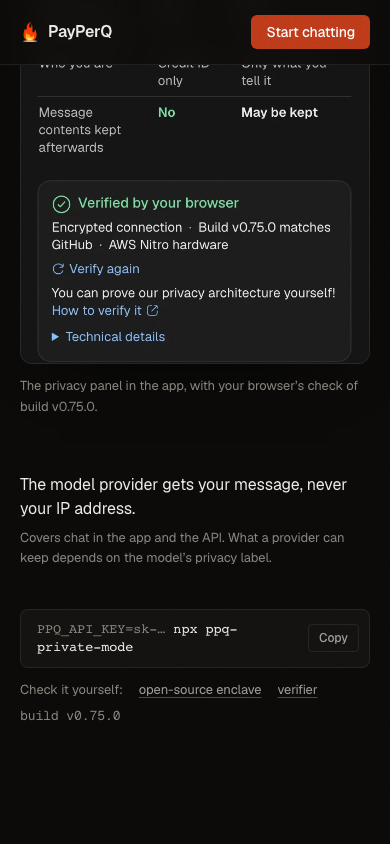 PayPerQ
Start chatting
Who you are
Credit ID
only
Only what you
tell it
Message
contents kept
afterwards
No
May be kept
Verified by your browser
Encrypted connection · Build v0.75.0 matches
GitHub · AWS Nitro hardware
Verify again
You can prove our privacy architecture yourself!
How to verify it
Technical details
The privacy panel in the app, with your browser's check of
build v0.75.0.
The model provider gets your message, never
your IP address.
Covers chat in the app and the API. What a provider can
keep depends on the model's privacy label.
PPQ_API_KEY=sk-… npx ppq-
private-mode
Copy
Check it yourself: open-source enclave verifier
build v0.75.0